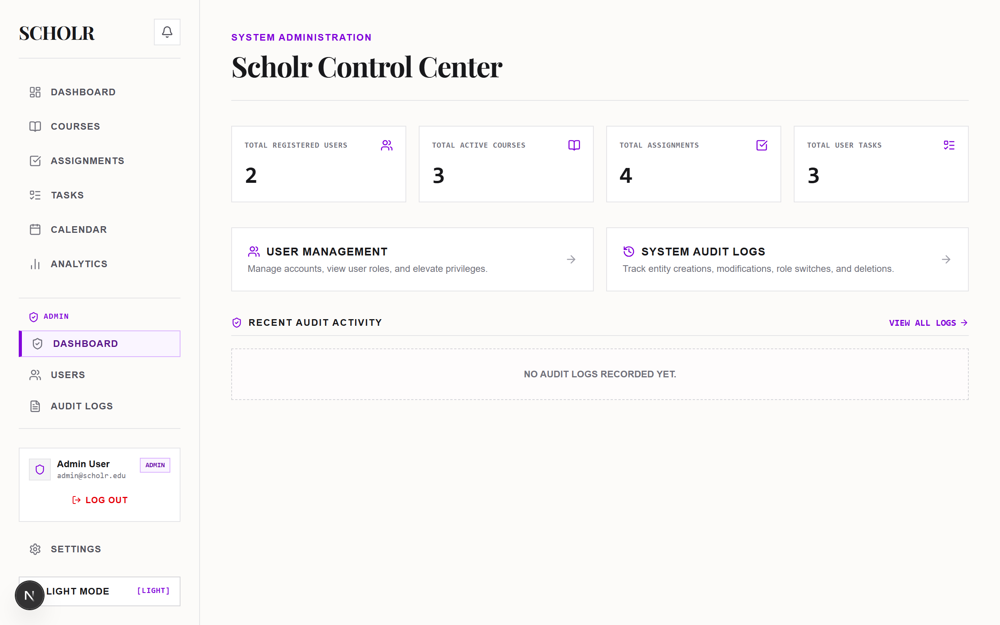 SCHOLR
DASHBOARD
COURSES
ASSIGNMENTS
TASKS
CALENDAR
ANALYTICS
ADMIN
DASHBOARD
USERS
AUDIT LOGS
Admin User
ADMIN
admin@scholr.edu
LOG OUT
SETTINGS
N
LIGHT MODE
[LIGHT]
SYSTEM ADMINISTRATION
Scholr Control Center
TOTAL REGISTERED USERS
2
TOTAL ACTIVE COURSES
3
TOTAL ASSIGNMENTS
4
TOTAL USER TASKS
3
USER MANAGEMENT
Manage accounts, view user roles, and elevate privileges.
SYSTEM AUDIT LOGS
Track entity creations, modifications, role switches, and deletions.
RECENT AUDIT ACTIVITY
VIEW ALL LOGS
NO AUDIT LOGS RECORDED YET.